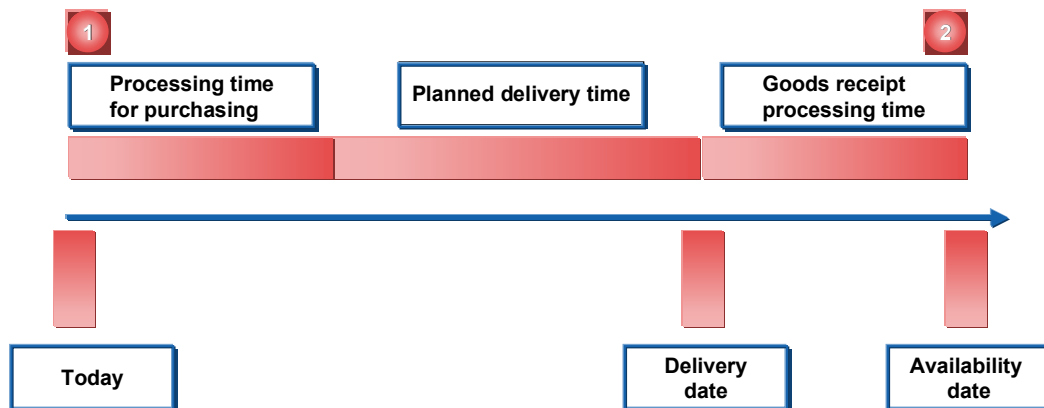 1
2
Processing time
for purchasing
Planned delivery time
Goods receipt
processing time
Today
Delivery
date
Availability
date